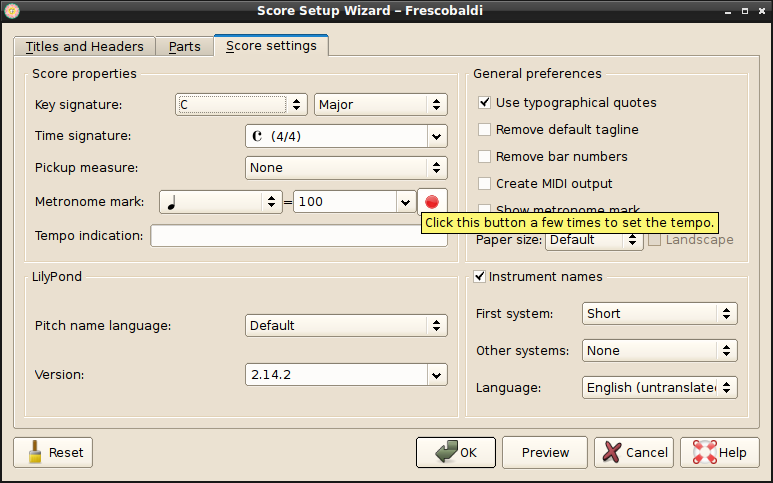 Score Setup Wizard – Frescobaldi
Titles and Headers
Parts
Score settings
Score properties
Key signature:
C
Major
Time signature:
(4/4)
Pickup measure:
None
Metronome mark:
=
100
Click this button a few times to set the tempo.
Tempo indication:
General preferences
Use typographical quotes
Remove default tagline
Remove bar numbers
Create MIDI output
Show metronome mark
Paper size:
Default
Landscape
LilyPond
Pitch name language:
Default
Version:
2.14.2
Instrument names
First system:
Short
Other systems:
None
Language:
English (untranslate
Reset
OK
Preview
Cancel
Help